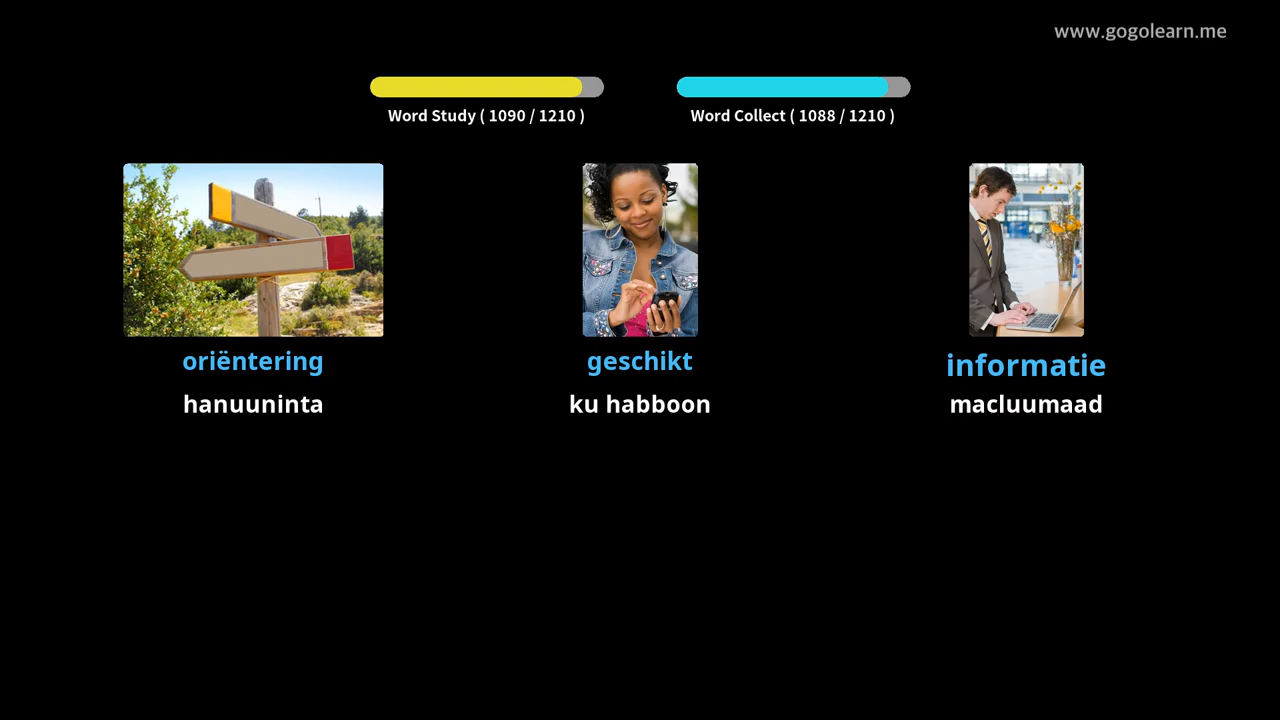 www.gogolearn.me
Word Study ( 1090 / 1210 )
Word Collect ( 1088 / 1210 )
oriëntering
geschikt
informatie
hanuuninta
ku habboon
macluumaad